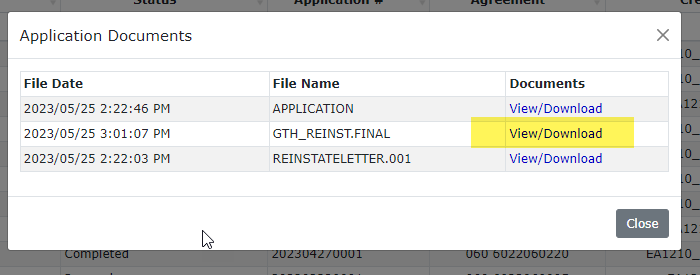 Status Application # Agreement
Application Documents
File Date File Name Documents
2023/05/25 2:22:46 PM APPLICATION View/Download
2023/05/25 3:01:07 PM GTH_REINST.FINAL View/Download
2023/05/25 2:22:03 PM REINSTATELETTER.001 View/Download
Close
Completed 202304270001 060 6022060220 EA1210_